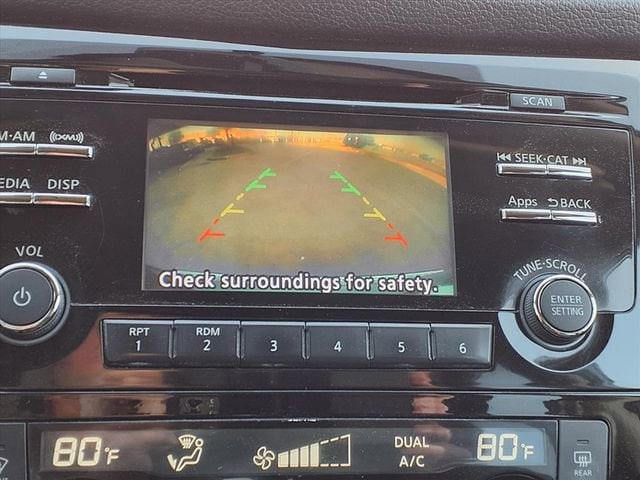 SCAN
M·AM ((XM))
SEEK·CAT
EDIA DISP
Apps BACK
VOL
TUNE·SCROLL
Check surroundings for safety.
ENTER
SETTING
RPT
1
RDM
2
3
4
5
6
80°F
DUAL
A/C
80°F
REAR